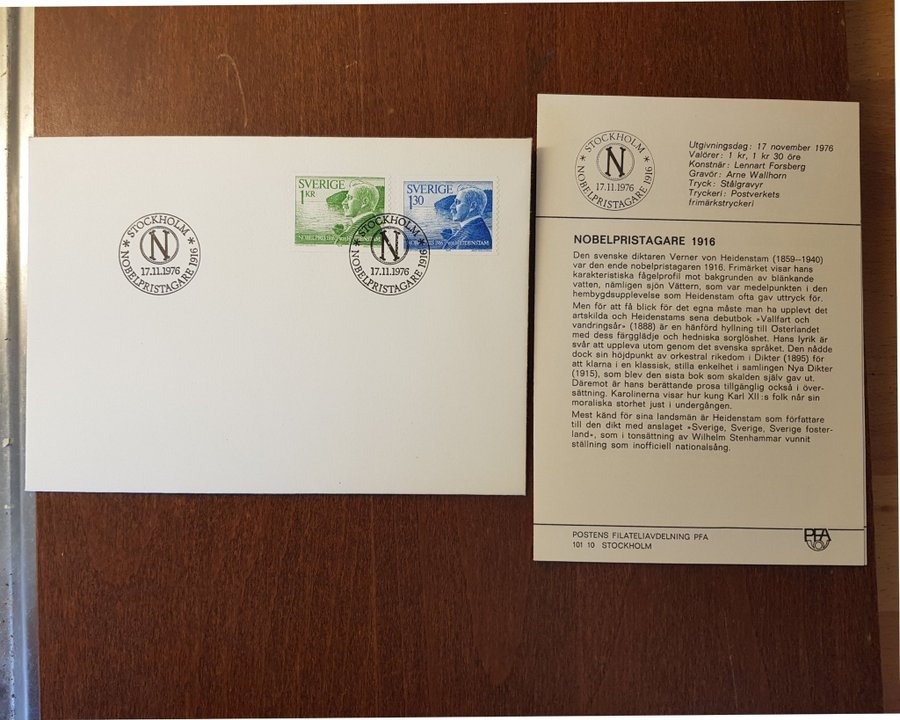 STOCKHOLM
N
17.11.1976
NOBELPRISTAGARE 1916
SVERIGE
1KR
NOBELPRIS 1916
SVERIGE
1.30
HEIDENSTAM
STOCKHOLM
N
17.11.1976
NOBELPRISTAGARE 1916
STOCKHOLM
N
17.11.1976
NOBELPRISTAGARE 1916
Utgivningsdag: 17 november 1976
Valörer: 1 kr, 1 kr 30 öre
Konstnär: Lennart Forsberg
Gravör: Arne Wallhorn
Tryck: Stålgravyr
Tryckeri: Postverkets
frimärkstryckeri
NOBELPRISTAGARE 1916
Den svenske diktaren Verner von Heidenstam (1859–1940)
var den ende nobelpristagaren 1916. Frimärket visar hans
karakteristiska fågelprofil mot bakgrunden av blänkande
vatten, nämligen sjön Vättern, som var medelpunkten i den
hembygdsupplevelse som Heidenstam ofta gav uttryck för.
Men för att få blick för det egna måste man ha upplevt det
artskilda och Heidenstams sena debutbok »Vallfart och
vandringsår» (1888) är en hänförd hyllning till Österlandet
med dess färgglädje och hedniska sorglöshet. Hans lyrik är
svår att uppleva utom genom det svenska språket. Den nådde
dock sin höjdpunkt av orkestral rikedom i Dikter (1895) för
att klarna i en klassisk, stilla enkelhet i samlingen Nya Dikter
(1915), som blev den sista bok som skalden själv gav ut.
Däremot är hans berättande prosa tillgänglig också i över-
sättning. Karolinerna visar hur kung Karl XII:s folk når sin
moraliska storhet just i undergången.
Mest känd för sina landsmän är Heidenstam som författare
till den dikt med anslaget »Sverige, Sverige, Sverige foster-
land», som i tonsättning av Wilhelm Stenhammar vunnit
ställning som inofficiell nationalsång.
POSTENS FILATELIAVDELNING PFA
101 10 STOCKHOLM
PFA